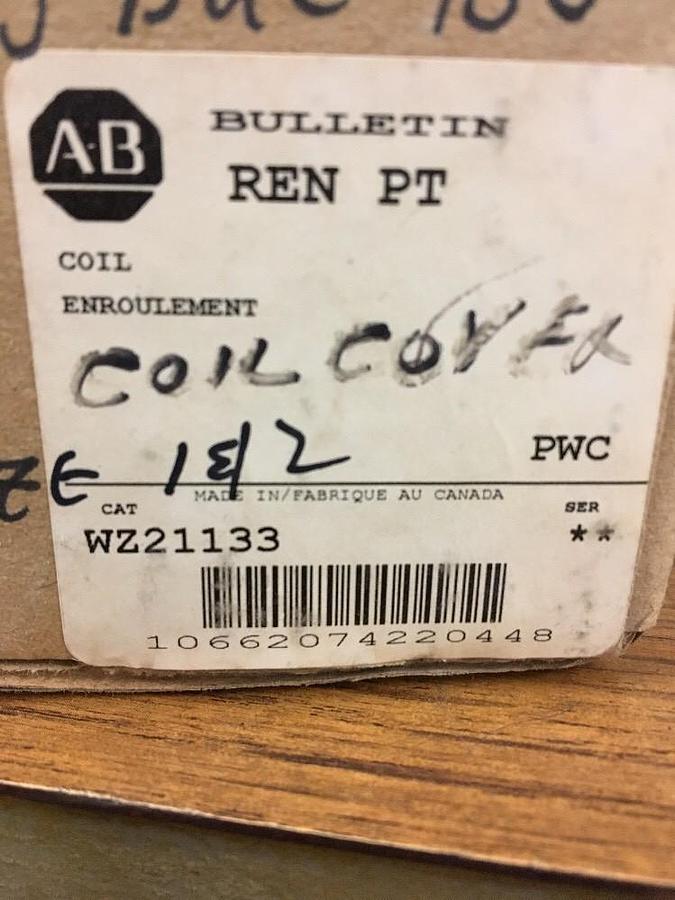 A-B
BULLETIN
REN PT
COIL
ENROULEMENT
COIL COVER
ZE 1 & 2
PWC
MADE IN/FABRIQUE AU CANADA
CAT
SER
WZ21133
**
10662074220448